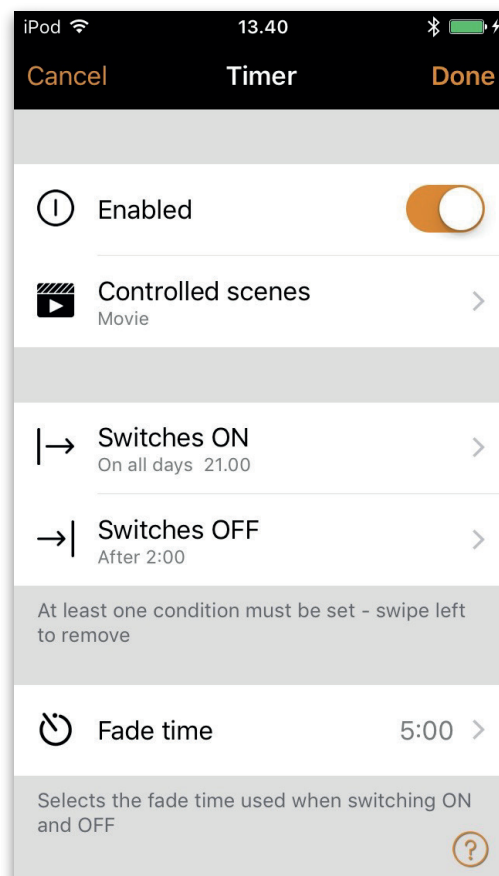 iPod 13.40
Cancel Timer Done
Enabled
Controlled scenes
Movie
Switches ON
On all days 21.00
Switches OFF
After 2:00
At least one condition must be set - swipe left
to remove
Fade time 5:00
Selects the fade time used when switching ON
and OFF
?